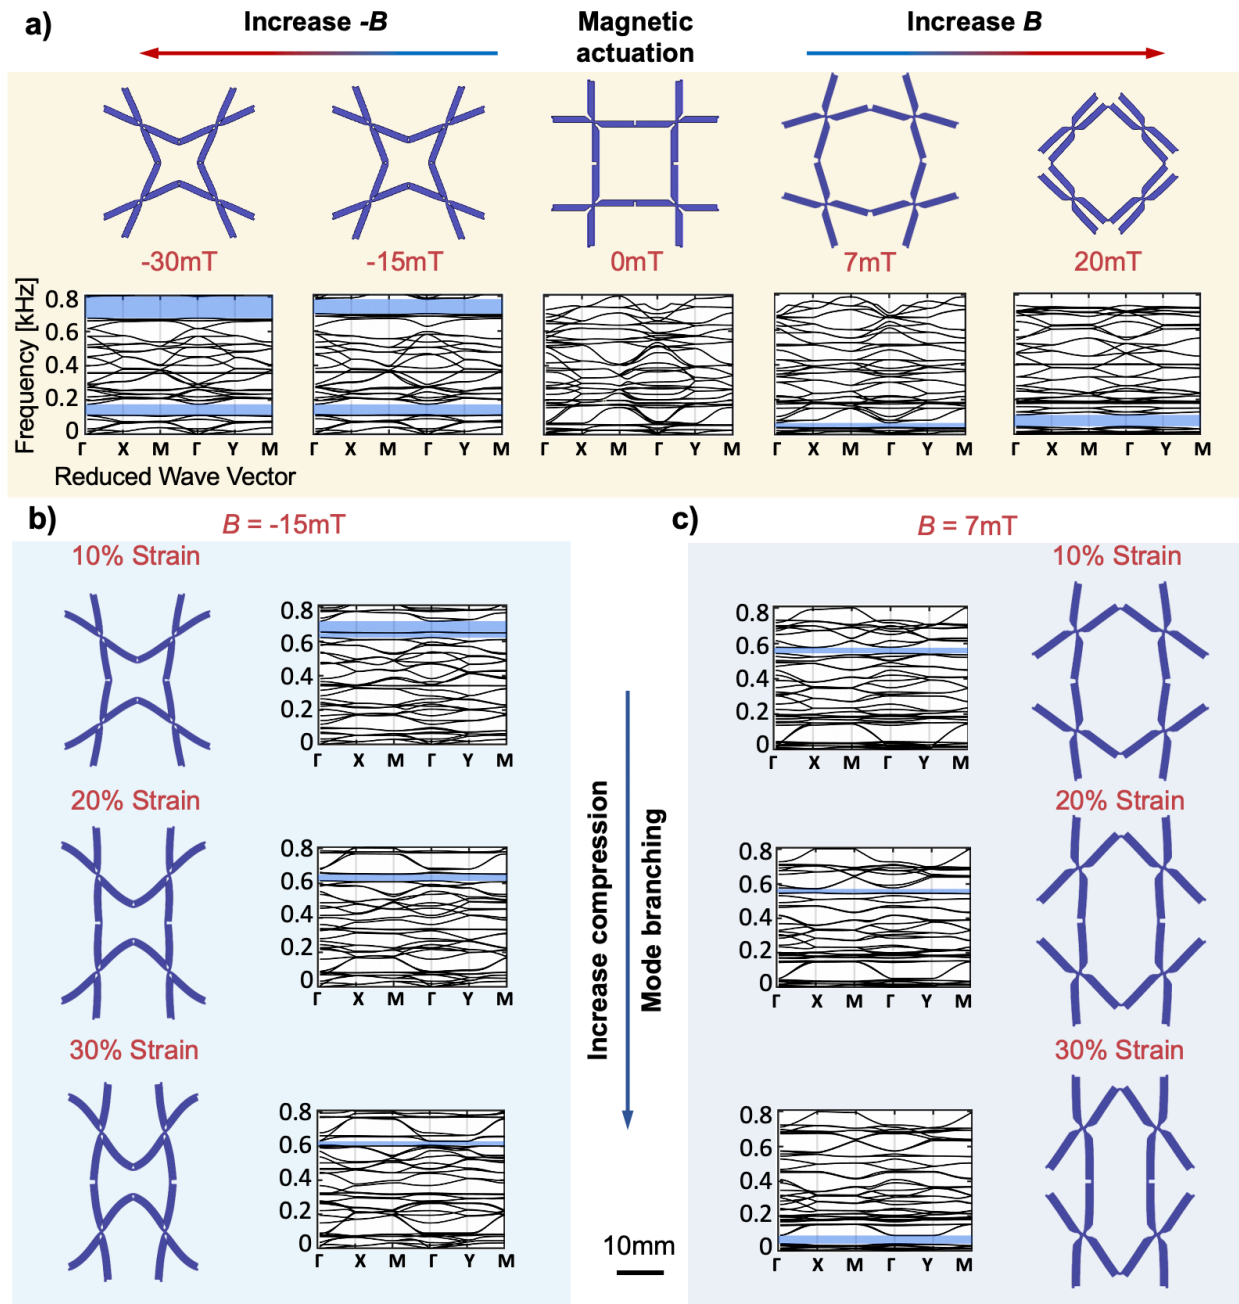 a)
Increase -B
Magnetic
actuation
Increase B
-30mT
-15mT
0mT
7mT
20mT
Frequency [kHz]
0.8
0.6
0.4
0.2
0
Γ X M Γ Y M
Γ X M Γ Y M
Γ X M Γ Y M
Γ X M Γ Y M
Γ X M Γ Y M
Reduced Wave Vector
b)
B = -15mT
10% Strain
0.8
0.6
0.4
0.2
0
Γ X M Γ Y M
20% Strain
0.8
0.6
0.4
0.2
0
Γ X M Γ Y M
30% Strain
0.8
0.6
0.4
0.2
0
Γ X M Γ Y M
Increase compression
Mode branching
10mm
c)
B = 7mT
10% Strain
0.8
0.6
0.4
0.2
0
Γ X M Γ Y M
20% Strain
0.8
0.6
0.4
0.2
0
Γ X M Γ Y M
30% Strain
0.8
0.6
0.4
0.2
0
Γ X M Γ Y M